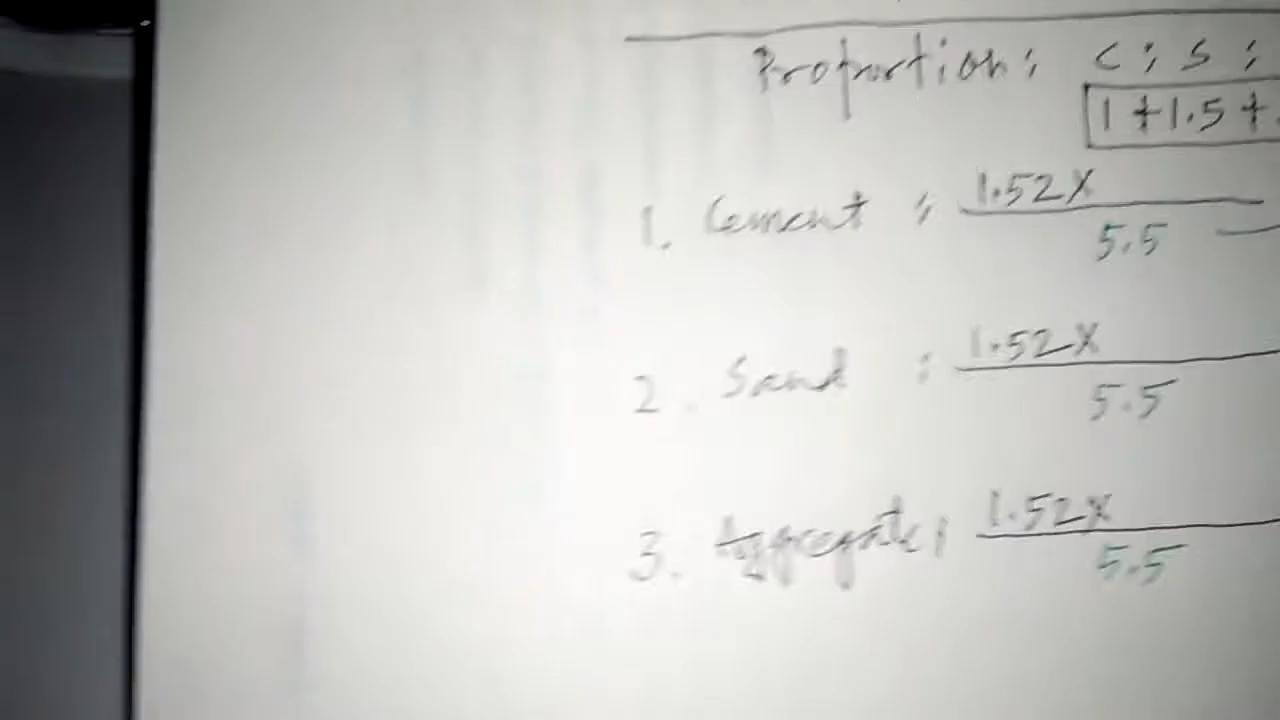 Proportion: C : S :
1 + 1.5 +
1. Cement : 1.52 X
5.5
2. Sand : 1.52 X
5.5
3. Aggregate : 1.52 X
5.5